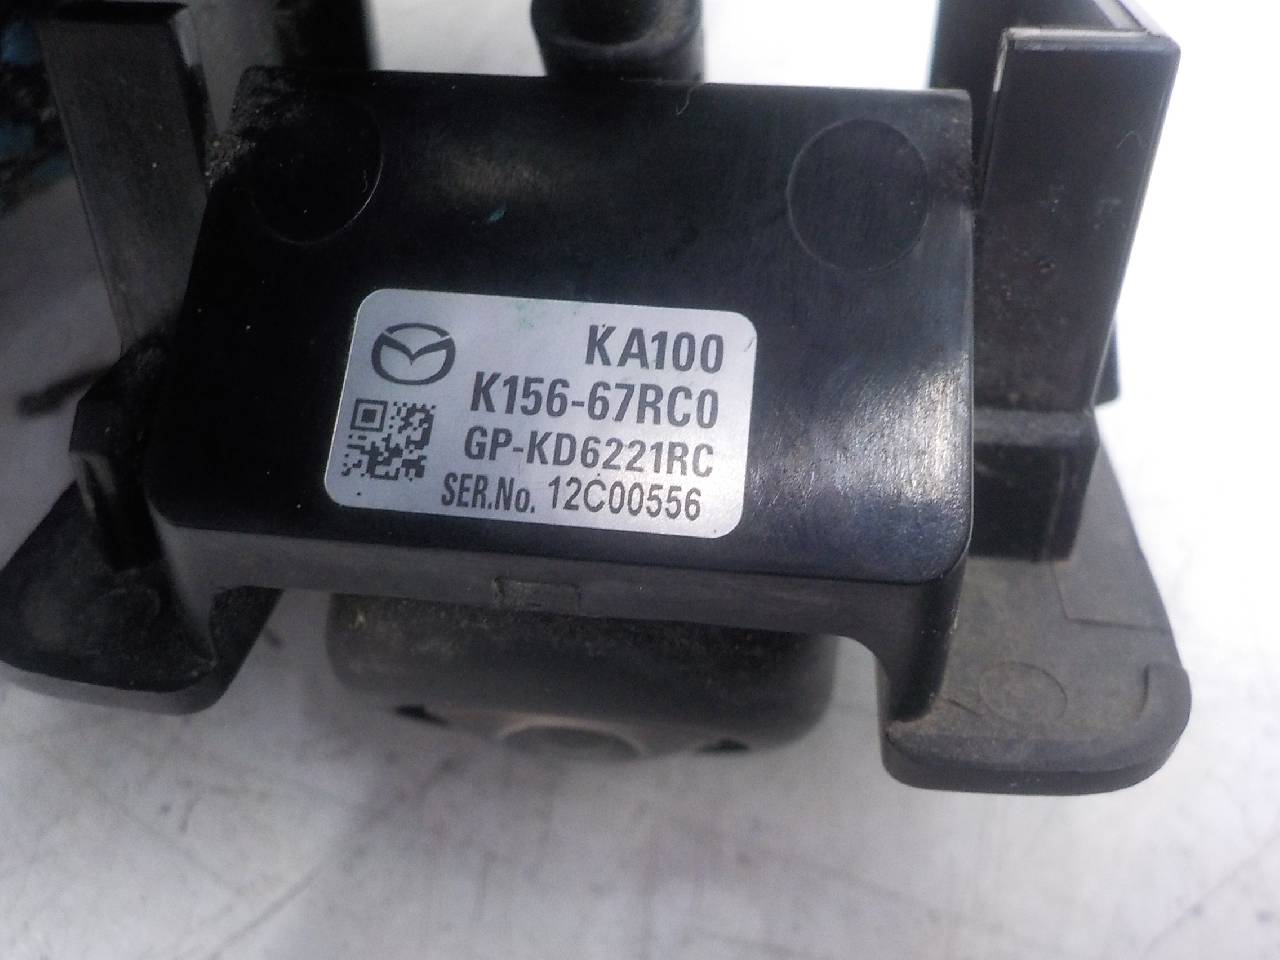 KA100
K156-67RC0
GP-KD6221RC
SER.No. 12C00556